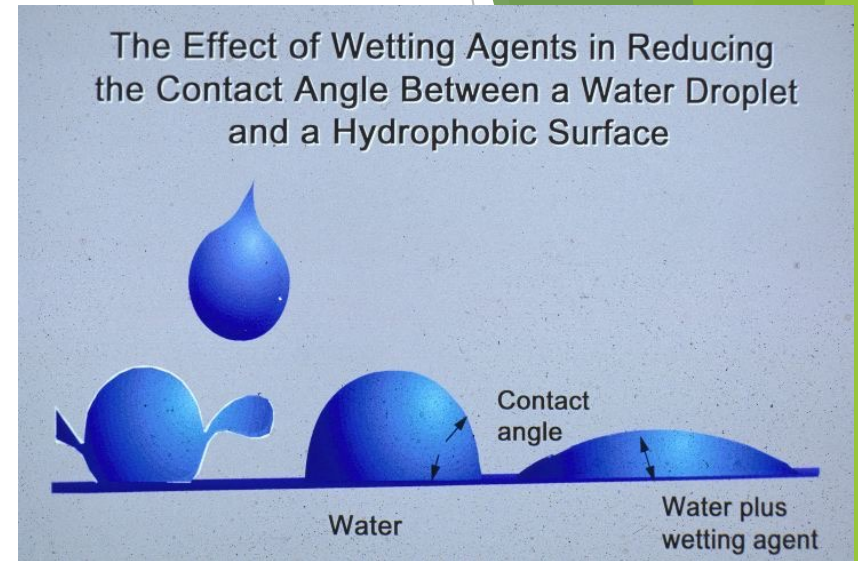 The Effect of Wetting Agents in Reducing
the Contact Angle Between a Water Droplet
and a Hydrophobic Surface
Contact
angle
Water
Water plus
wetting agent